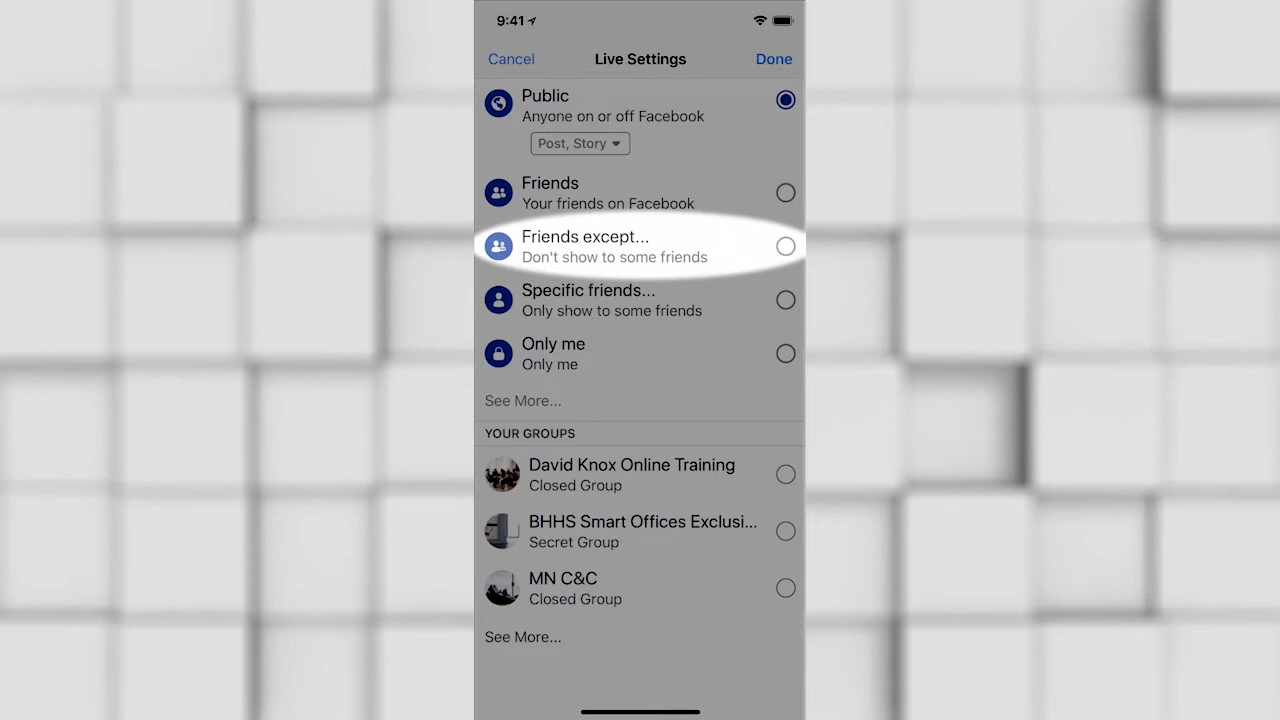 9:41
Cancel Live Settings Done
Public
Anyone on or off Facebook
Post, Story
Friends
Your friends on Facebook
Friends except...
Don't show to some friends
Specific friends...
Only show to some friends
Only me
Only me
See More...
YOUR GROUPS
David Knox Online Training
Closed Group
BHHS Smart Offices Exclusi...
Secret Group
MN C&C
Closed Group
See More...